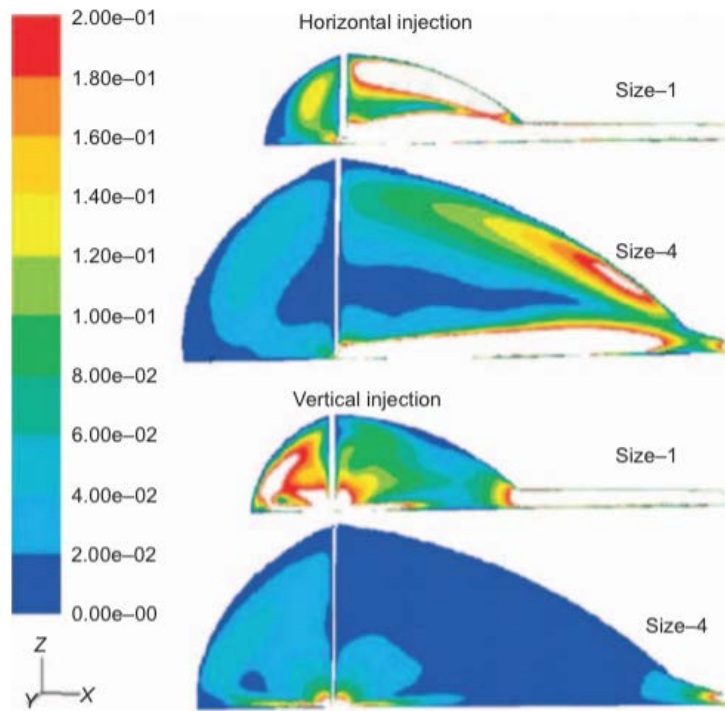 Horizontal injection
Size–1
Size–4
Vertical injection
Size–1
Size–4
2.00e–01
1.80e–01
1.60e–01
1.40e–01
1.20e–01
1.00e–01
8.00e–02
6.00e–02
4.00e–02
2.00e–02
0.00e–00
Z
Y X